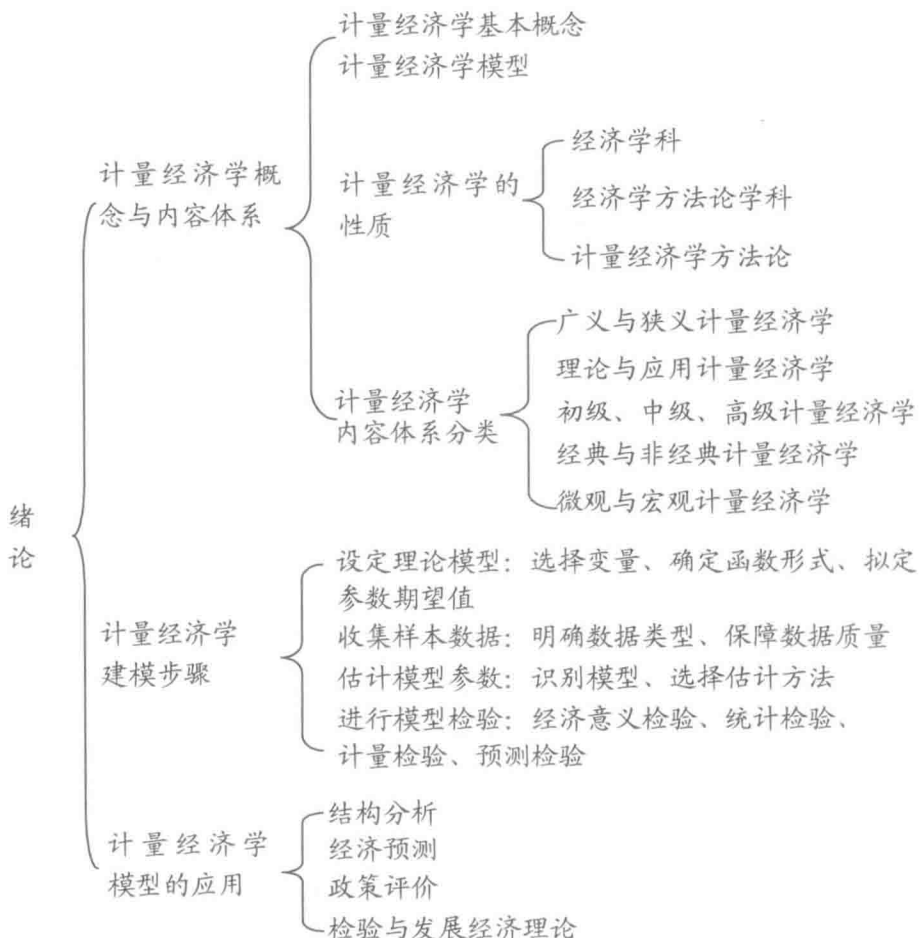 计量经济学基本概念
计量经济学模型
经济学科
计量经济学概
念与内容体系
计量经济学的
性质
经济学方法论学科
计量经济学方法论
广义与狭义计量经济学
理论与应用计量经济学
计量经济学
内容体系分类
初级、中级、高级计量经济学
经典与非经典计量经济学
微观与宏观计量经济学
绪
论
设定理论模型：选择变量、确定函数形式、拟定
参数期望值
计量经济学
建模步骤
收集样本数据：明确数据类型、保障数据质量
估计模型参数：识别模型、选择估计方法
进行模型检验：经济意义检验、统计检验、
计量检验、预测检验
结构分析
计量经济学
模型的应用
经济预测
政策评价
检验与发展经济理论